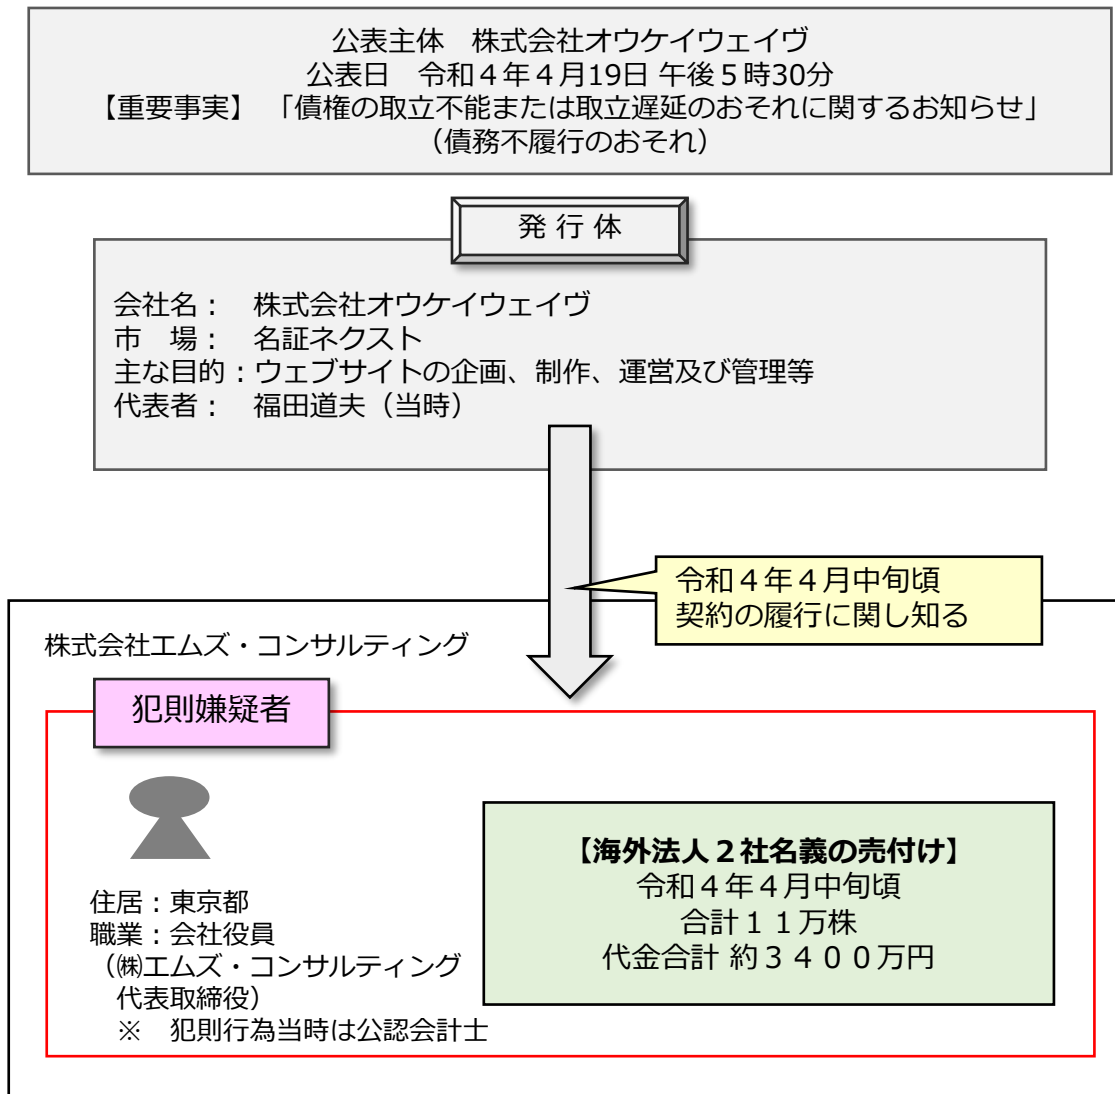 公表主体　株式会社オウケイウェイヴ
公表日　令和４年４月19日 午後５時30分
【重要事実】　「債権の取立不能または取立遅延のおそれに関するお知らせ」
（債務不履行のおそれ）
発 行 体
会社名：　株式会社オウケイウェイヴ
市　場：　名証ネクスト
主な目的：ウェブサイトの企画、制作、運営及び管理等
代表者：　福田道夫（当時）
令和４年４月中旬頃
契約の履行に関し知る
株式会社エムズ・コンサルティング
犯則嫌疑者
【海外法人２社名義の売付け】
令和４年４月中旬頃
合計１１万株
代金合計 約３４００万円
住居：東京都
職業：会社役員
（㈱エムズ・コンサルティング
代表取締役）
※　犯則行為当時は公認会計士